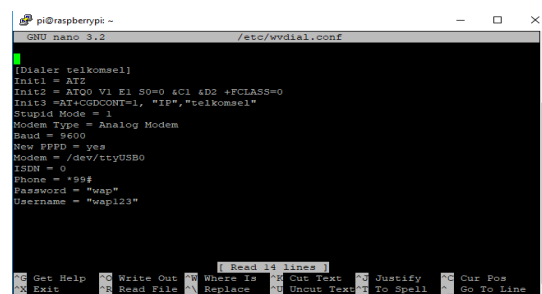 pi@raspberrypi: ~
GNU nano 3.2 /etc/wvdial.conf
[Dialer telkomsel]
Init1 = ATZ
Init2 = ATQ0 V1 E1 S0=0 &C1 &D2 +FCLASS=0
Init3 =AT+CGDCONT=1, "IP","telkomsel"
Stupid Mode = 1
Modem Type = Analog Modem
Baud = 9600
New PPPD = yes
Modem = /dev/ttyUSB0
ISDN = 0
Phone = *99#
Password = "wap"
Username = "wap123"
[ Read 14 lines ]
^G Get Help ^O Write Out ^W Where Is ^K Cut Text ^J Justify ^C Cur Pos
^X Exit ^R Read File ^\ Replace ^U Uncut Text ^T To Spell ^_ Go To Line